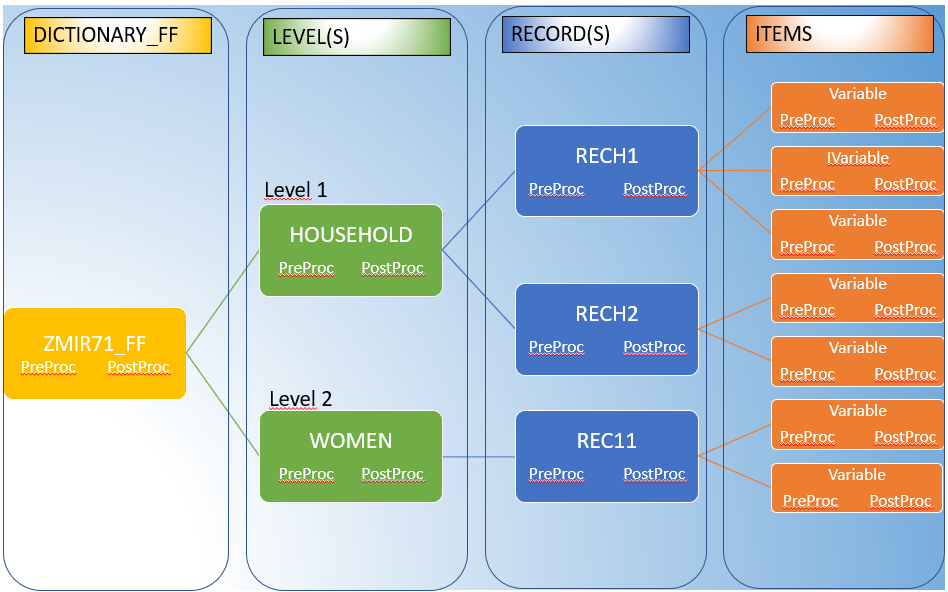 DICTIONARY_FF
LEVEL(S)
RECORD(S)
ITEMS
ZMIR71_FF
PreProc PostProc
Level 1
HOUSEHOLD
PreProc PostProc
Level 2
WOMEN
PreProc PostProc
RECH1
PreProc PostProc
RECH2
PreProc PostProc
REC11
PreProc PostProc
Variable
PreProc PostProc
IVariable
PreProc PostProc
Variable
PreProc PostProc
Variable
PreProc PostProc
Variable
PreProc PostProc
Variable
PreProc PostProc
Variable
PreProc PostProc